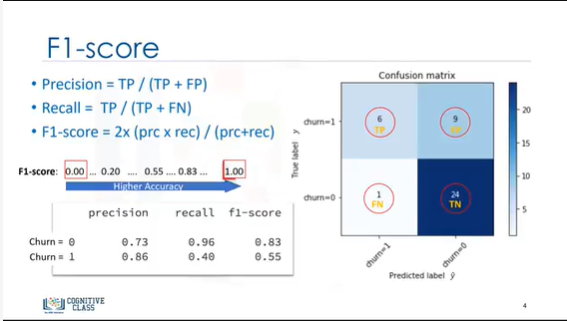 F1-score
• Precision = TP / (TP + FP)
• Recall = TP / (TP + FN)
• F1-score = 2x (prc x rec) / (prc+rec)
F1-score: 0.00 ... 0.20 .... 0.55 .... 0.83 ... 1.00
Higher Accuracy
precision recall f1-score
Churn = 0 0.73 0.96 0.83
Churn = 1 0.86 0.40 0.55
Confusion matrix
True label y
churn=1
churn=0
6
TP
9
1
FN
24
TN
churn=1
churn=0
Predicted label ŷ
20
15
10
5
COGNITIVE
CLASS
4